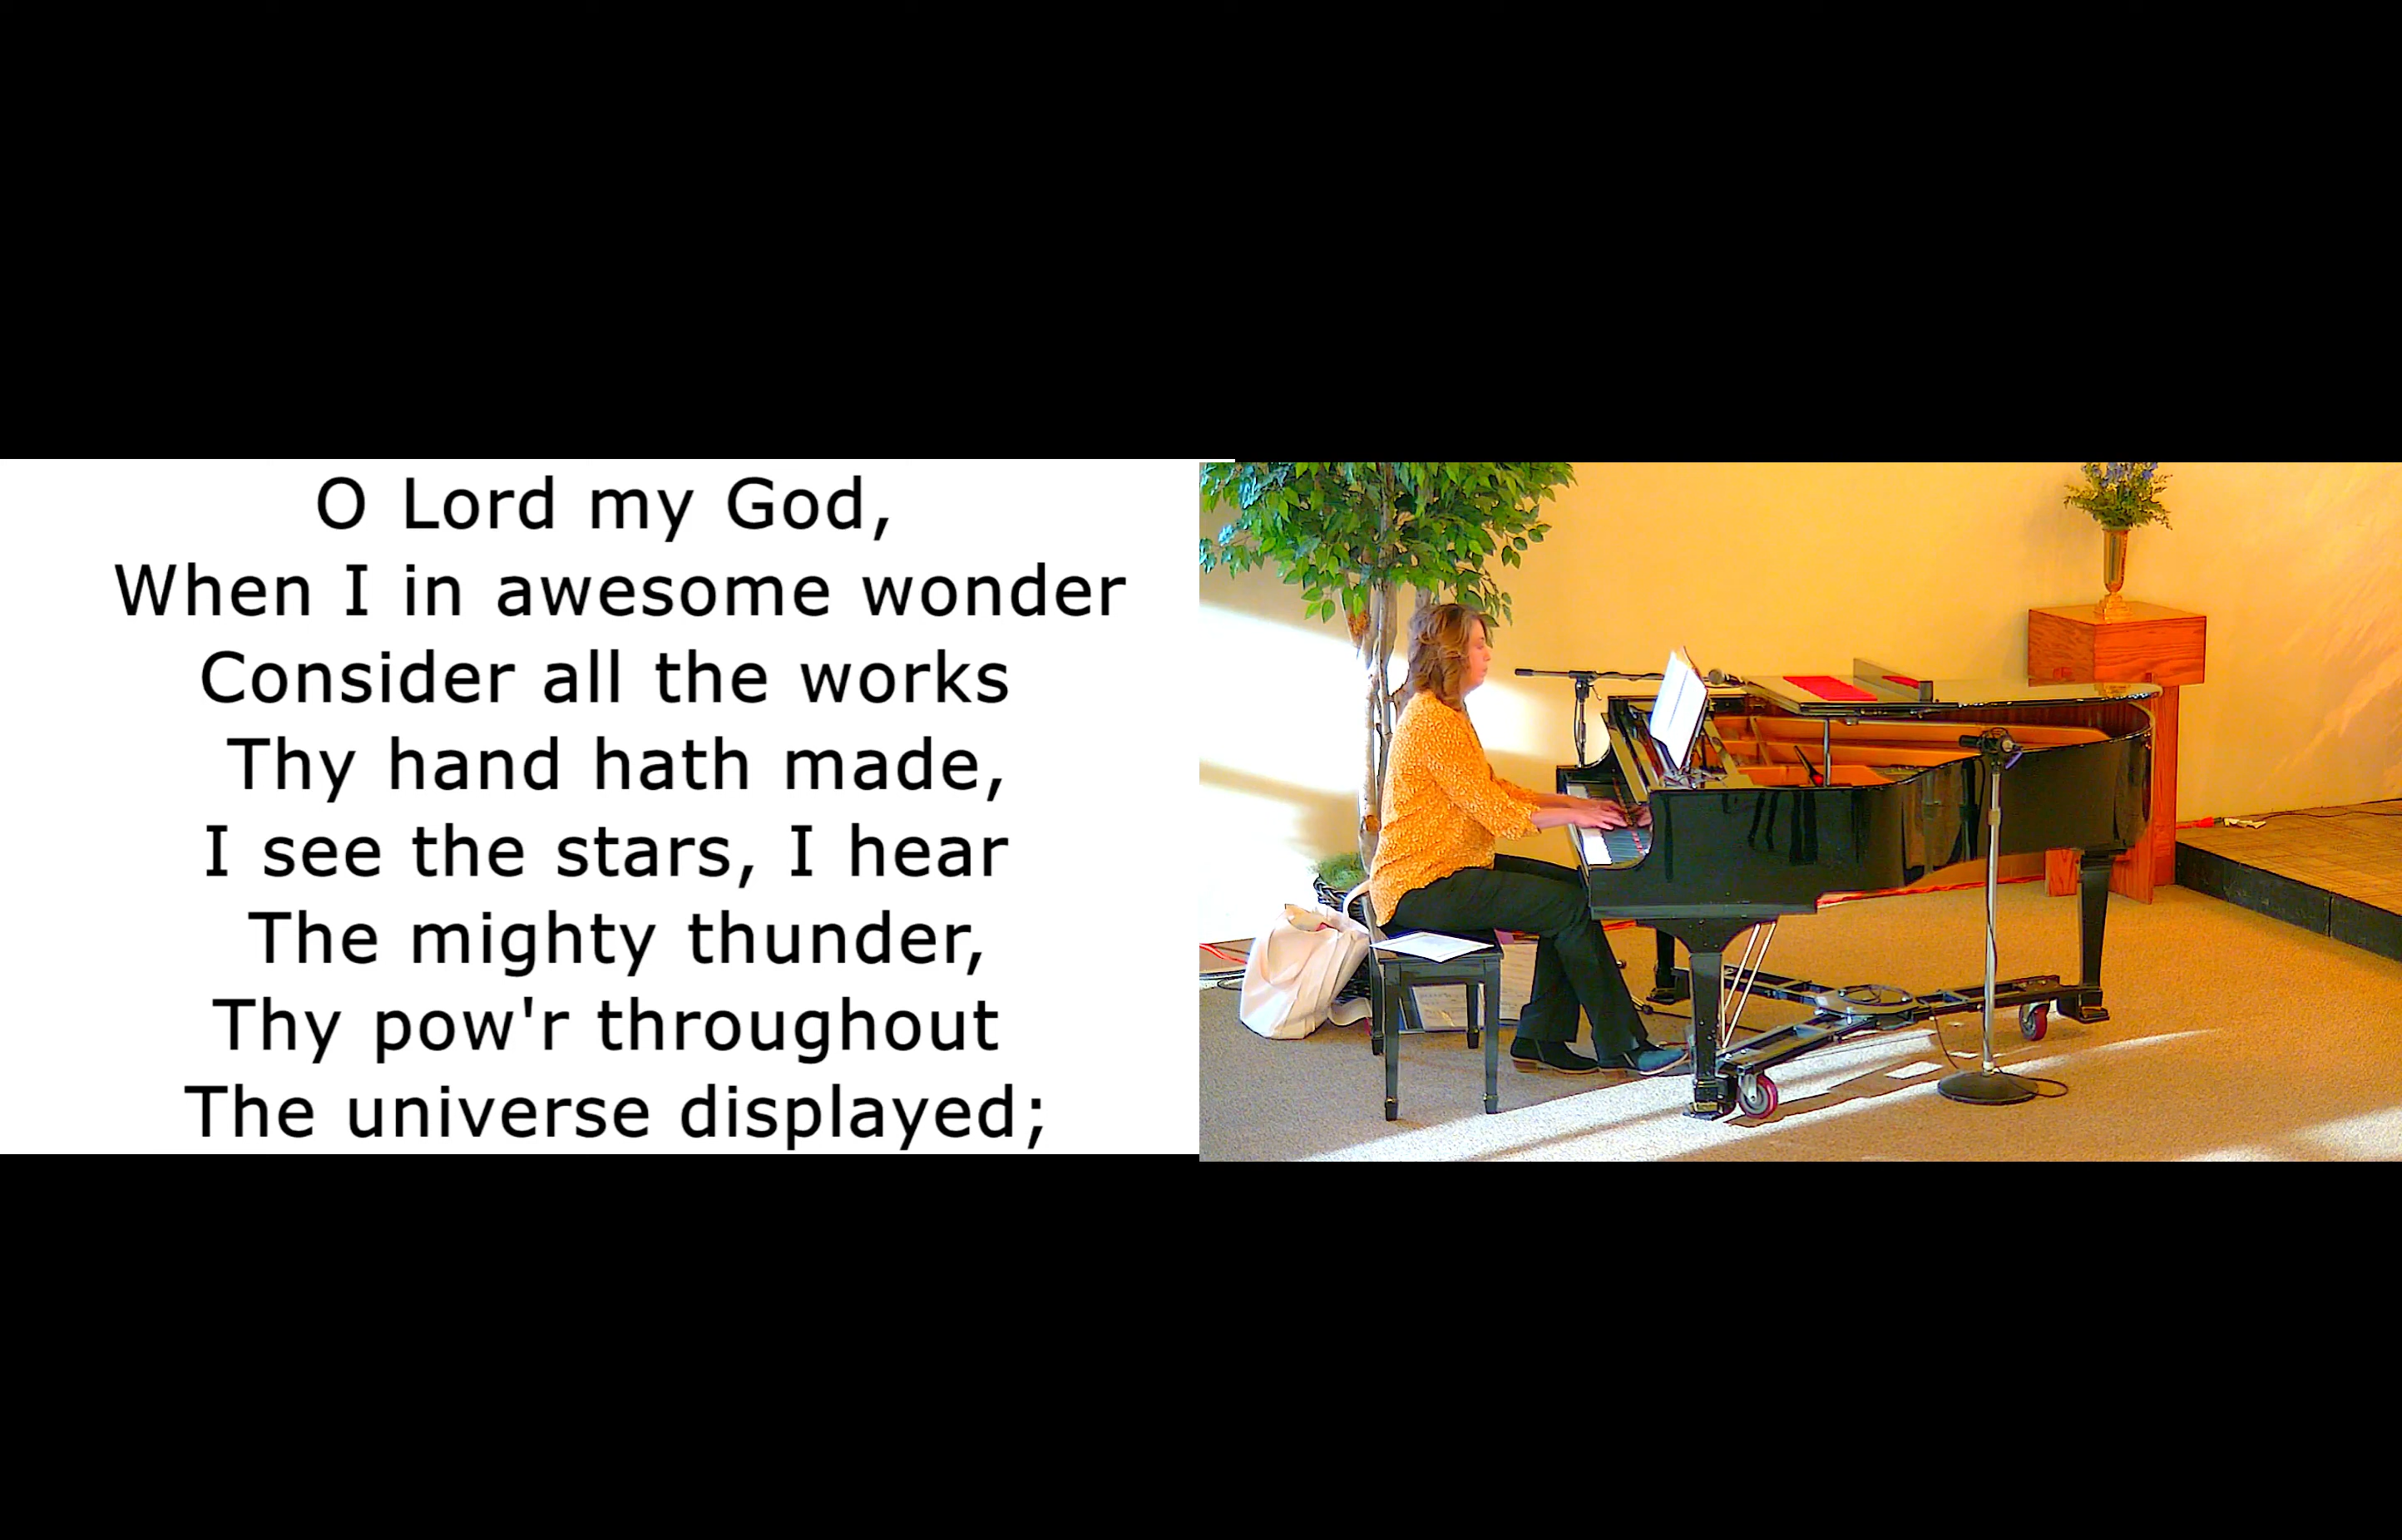 O Lord my God,
When I in awesome wonder
Consider all the works
Thy hand hath made,
I see the stars, I hear
The mighty thunder,
Thy pow'r throughout
The universe displayed;